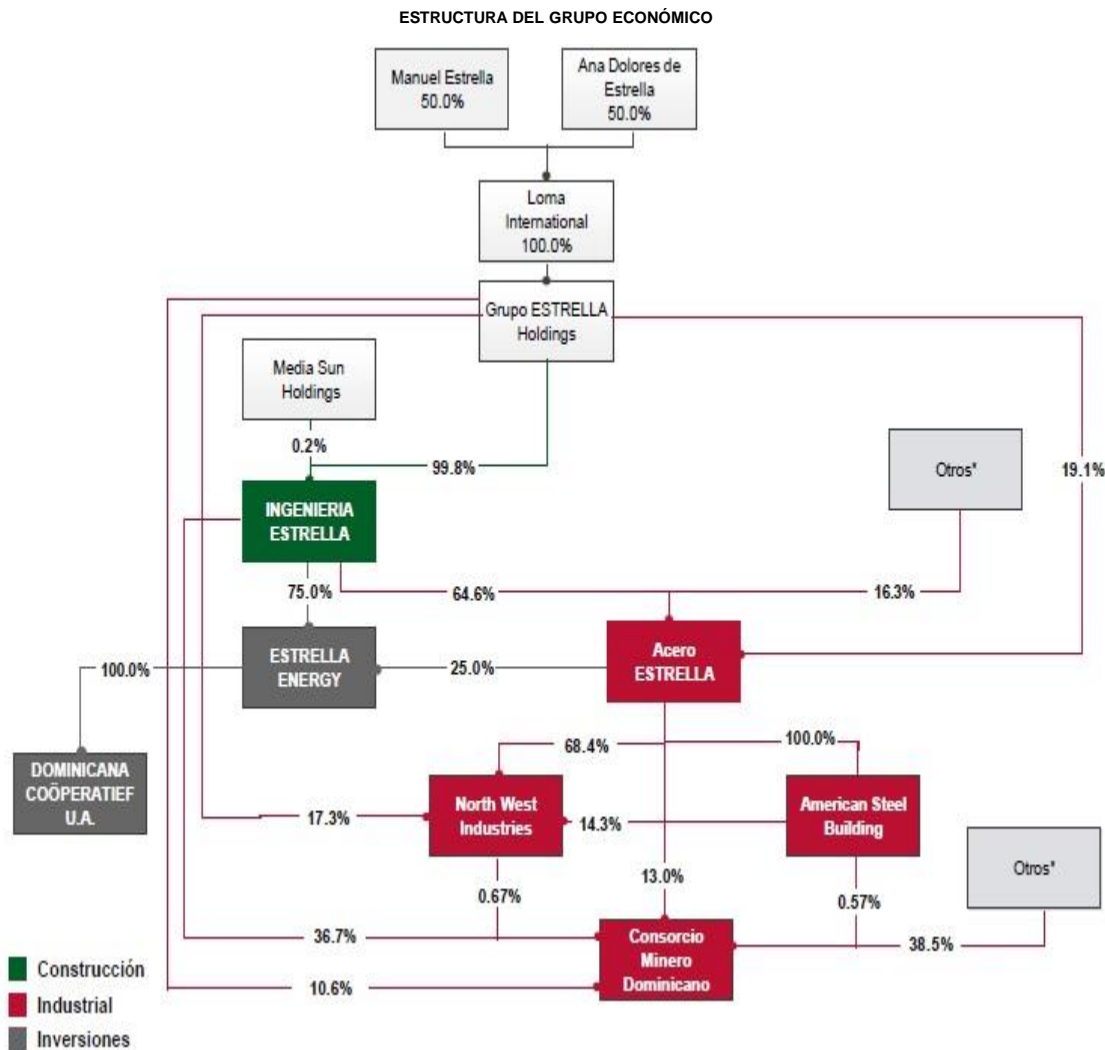 ESTRUCTURA DEL GRUPO ECONÓMICO
Manuel Estrella
50.0%
Ana Dolores de
Estrella
50.0%
Loma
International
100.0%
Grupo ESTRELLA
Holdings
Media Sun
Holdings
0.2%
99.8%
Otros*
19.1%
INGENIERIA
ESTRELLA
75.0%
64.6%
16.3%
ESTRELLA
ENERGY
100.0%
25.0%
Acero
ESTRELLA
68.4%
100.0%
DOMINICANA
COÖPERATIEF
U.A.
17.3%
North West
Industries
14.3%
American Steel
Building
0.67%
13.0%
0.57%
Otros*
36.7%
Consorcio
Minero
Dominicano
38.5%
10.6%
Construcción
Industrial
Inversiones